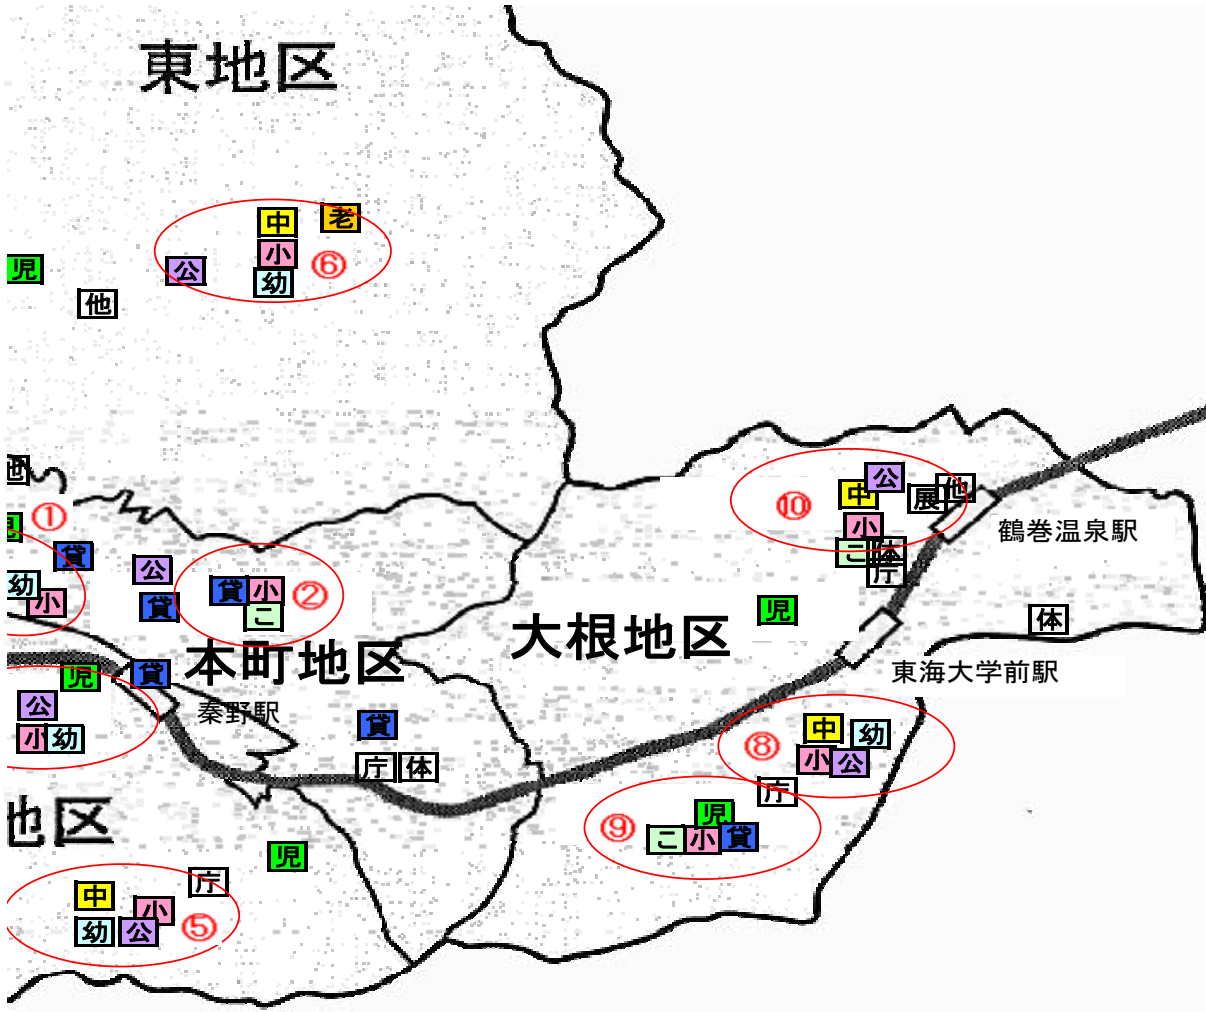 東地区
中
老
小
⑥
公
幼
児
他
他
①
児
貸
公
幼
小
貸
貸
小
②
こ
公
⑩
中
展
他
小
こ
体
庁
鶴巻温泉駅
児
体
大根地区
本町地区
児
貸
東海大学前駅
公
秦野駅
小
幼
貸
庁
体
中
幼
⑧
小
公
庁
児
⑨
こ
小
貸
地区
児
庁
中
小
幼
公
⑤